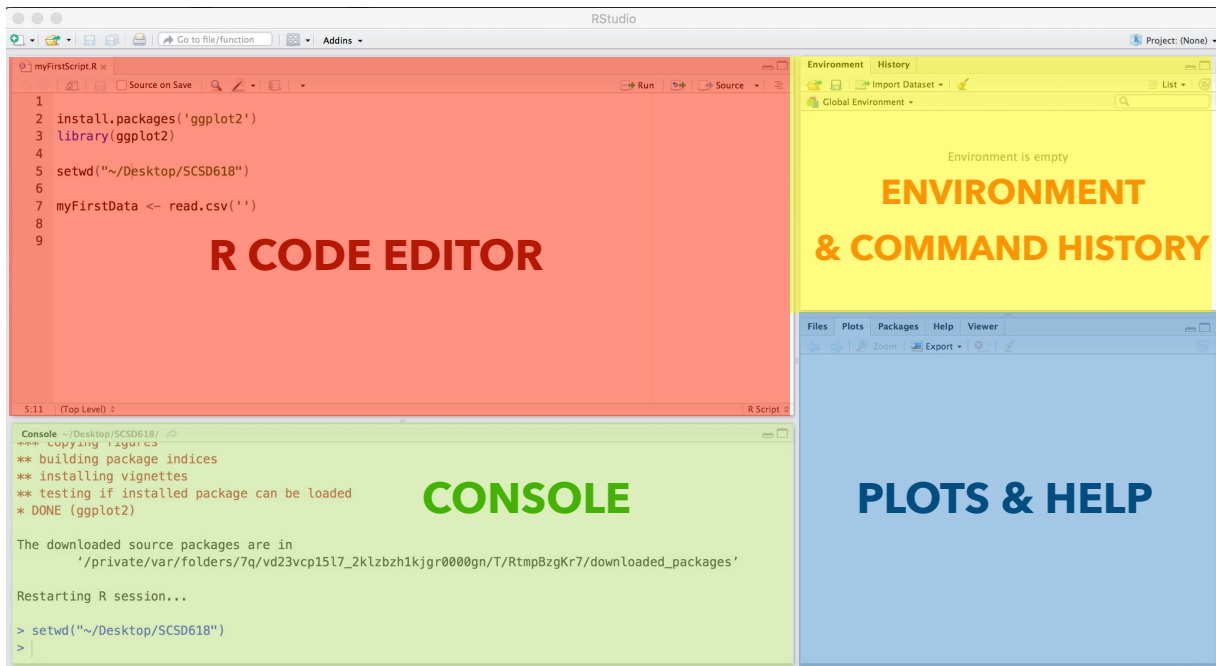 RStudio
Go to file/function
Addins
Project: (None)
myFirstScript.R
Source on Save
Run
Source
1
2 install.packages('ggplot2')
3 library(ggplot2)
4
5 setwd("~/Desktop/SCSD618")
6
7 myFirstData <- read.csv('')
8
9
R CODE EDITOR
5:11 (Top Level) R Script
Environment History
Import Dataset List
Global Environment
Environment is empty
ENVIRONMENT
& COMMAND HISTORY
Console ~/Desktop/SCSD618/
*** copying figures
** building package indices
** installing vignettes
** testing if installed package can be loaded
* DONE (ggplot2)
The downloaded source packages are in
‘/private/var/folders/7q/vd23vcp15l7_2klzbzh1kjgr0000gn/T/RtmpBzgKr7/downloaded_packages’
Restarting R session...
> setwd("~/Desktop/SCSD618")
>
CONSOLE
Files Plots Packages Help Viewer
Zoom Export
PLOTS & HELP